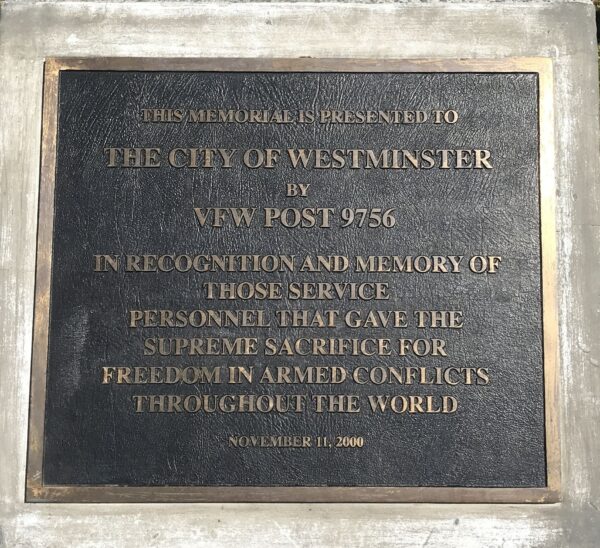 THIS MEMORIAL IS PRESENTED TO
THE CITY OF WESTMINSTER
BY
VFW POST 9756
IN RECOGNITION AND MEMORY OF
THOSE SERVICE
PERSONNEL THAT GAVE THE
SUPREME SACRIFICE FOR
FREEDOM IN ARMED CONFLICTS
THROUGHOUT THE WORLD
NOVEMBER 11, 2000